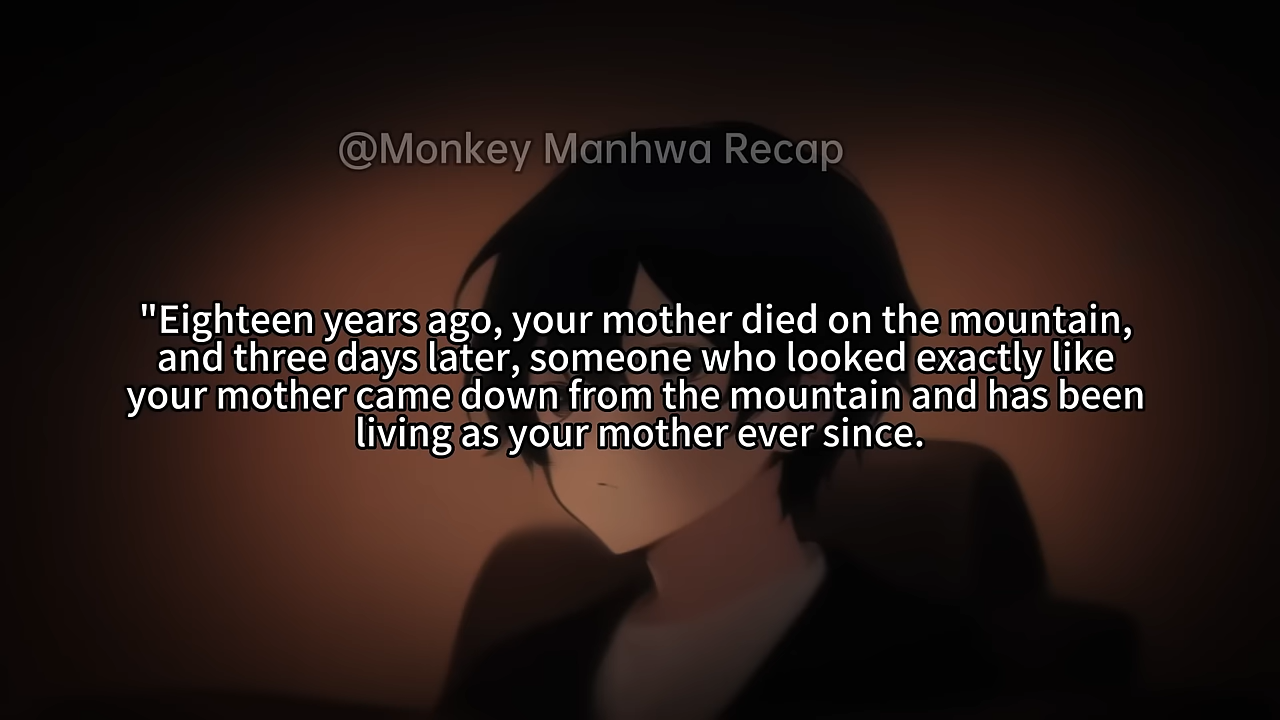 @Monkey Manhwa Recap
"Eighteen years ago, your mother died on the mountain,
and three days later, someone who looked exactly like
your mother came down from the mountain and has been
living as your mother ever since.